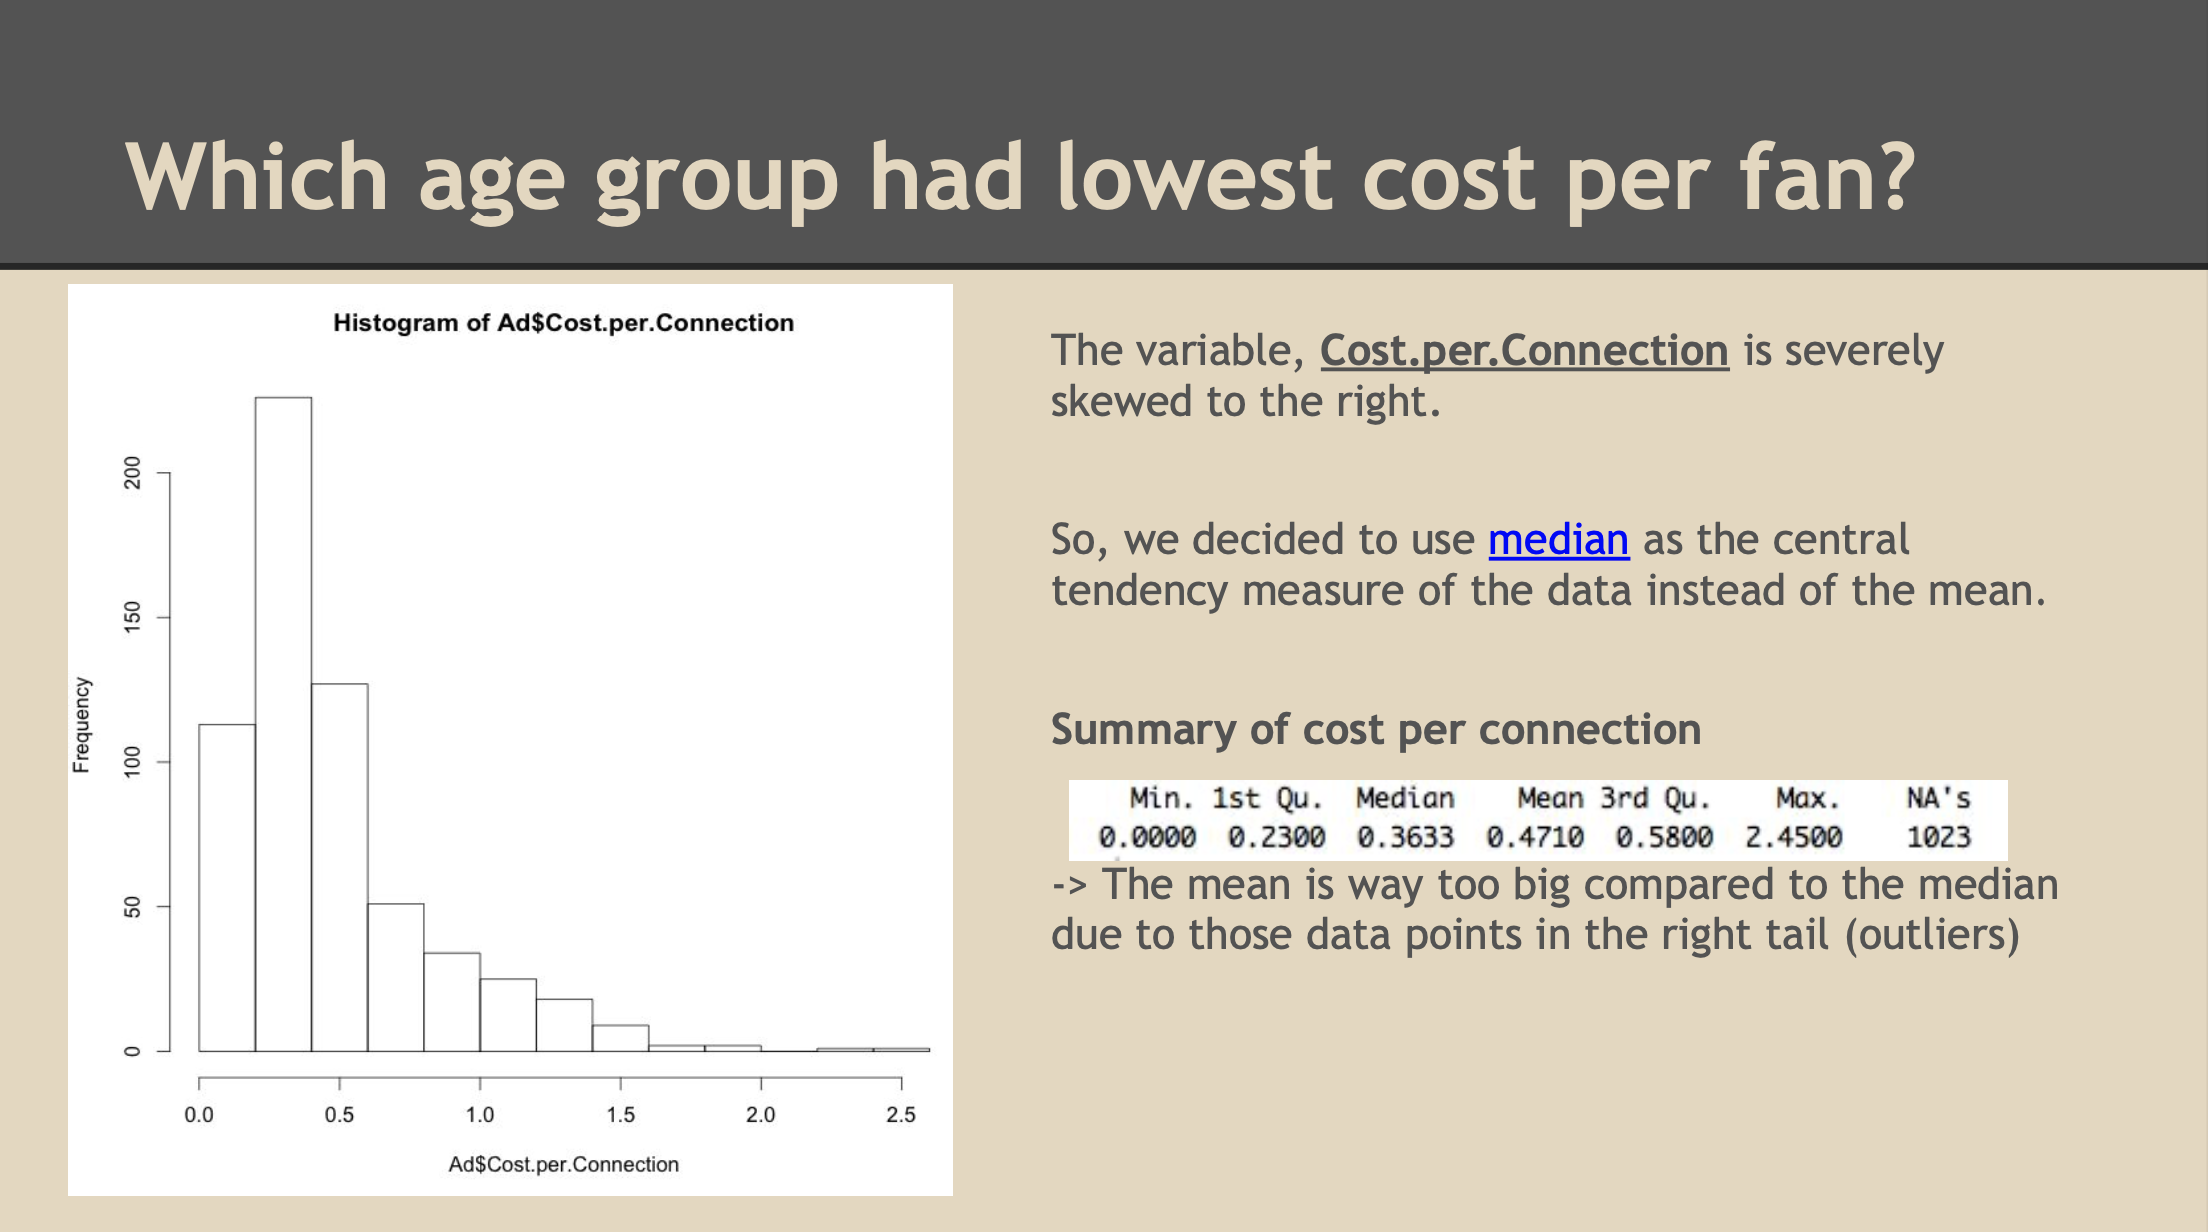 Which age group had lowest cost per fan?
Histogram of Ad$Cost.per.Connection
Frequency
200
150
100
50
0
0.0 0.5 1.0 1.5 2.0 2.5
Ad$Cost.per.Connection
The variable, Cost.per.Connection is severely
skewed to the right.
So, we decided to use median as the central
tendency measure of the data instead of the mean.
Summary of cost per connection
Min. 1st Qu. Median Mean 3rd Qu. Max. NA's
0.0000 0.2300 0.3633 0.4710 0.5800 2.4500 1023
-> The mean is way too big compared to the median
due to those data points in the right tail (outliers)